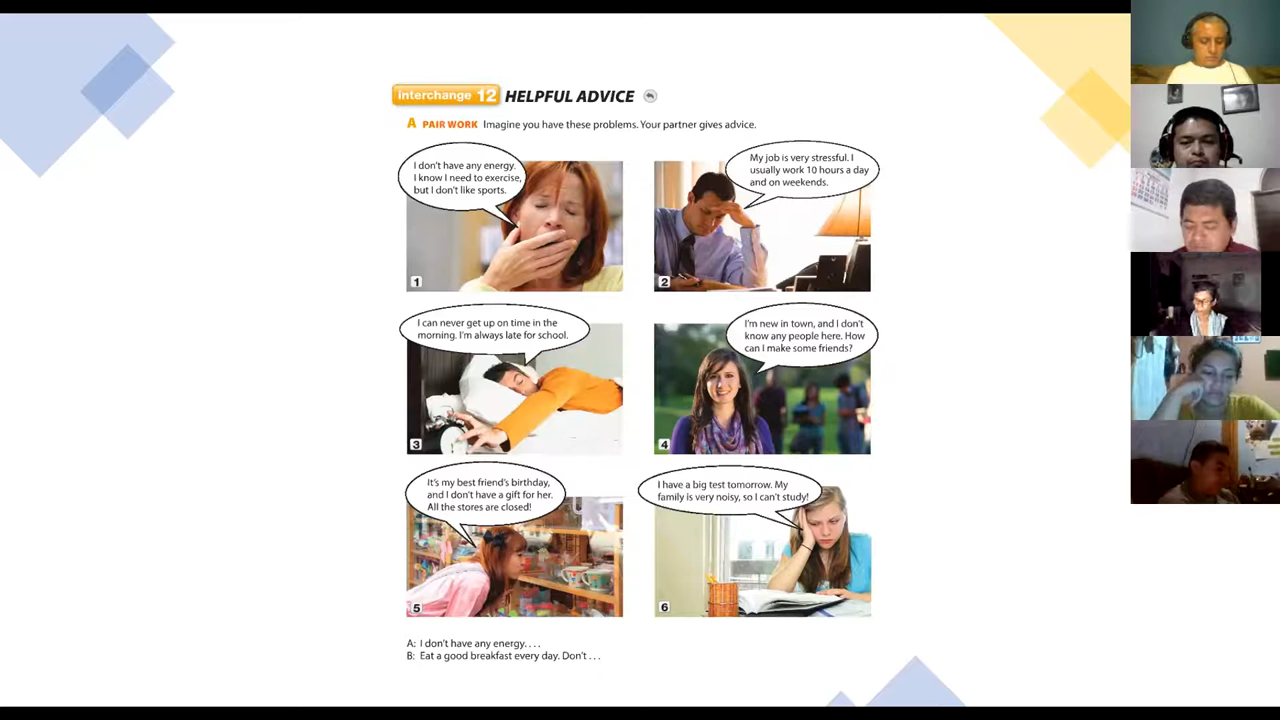 interchange 12 HELPFUL ADVICE
A PAIR WORK Imagine you have these problems. Your partner gives advice.
I don't have any energy.
I know I need to exercise,
but I don't like sports.
1
My job is very stressful. I
usually work 10 hours a day
and on weekends.
2
I can never get up on time in the
morning. I'm always late for school.
3
I'm new in town, and I don't
know any people here. How
can I make some friends?
4
It's my best friend's birthday,
and I don't have a gift for her.
All the stores are closed!
5
I have a big test tomorrow. My
family is very noisy, so I can't study!
6
A: I don't have any energy. . . .
B: Eat a good breakfast every day. Don't . . .